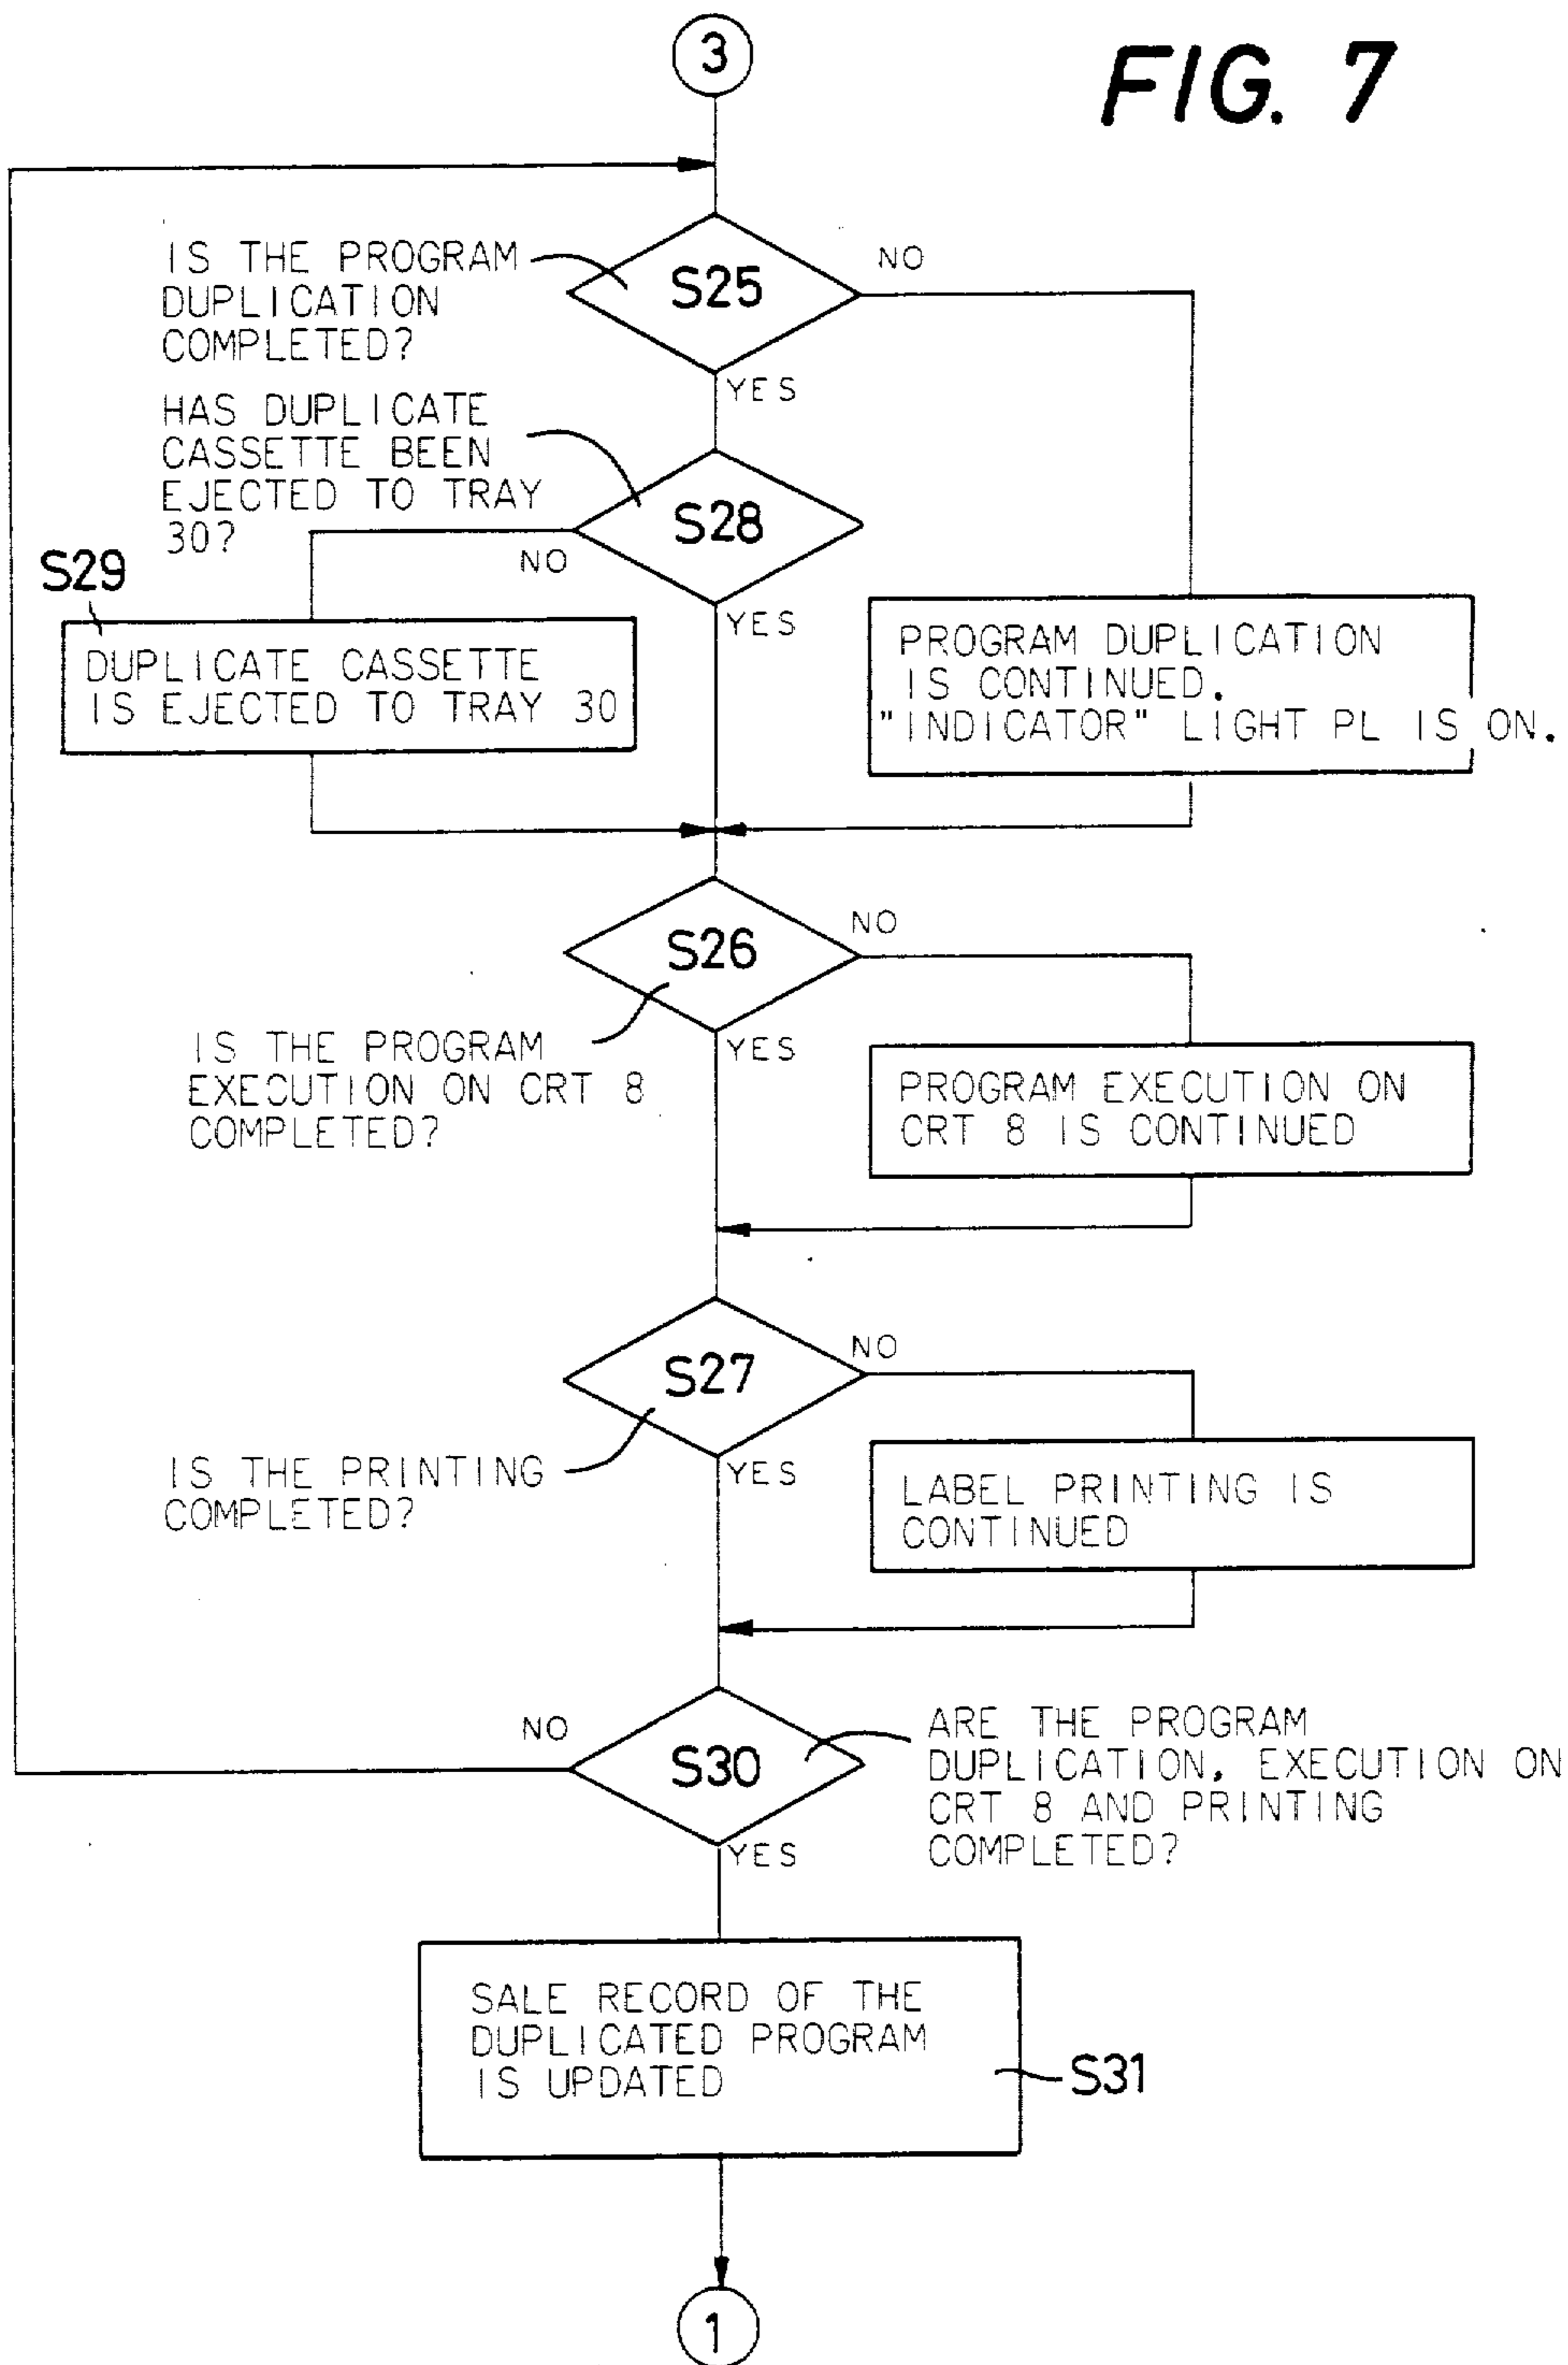 3
FIG. 7
IS THE PROGRAM
DUPLICATION
COMPLETED?
S25
NO
YES
HAS DUPLICATE
CASSETTE BEEN
EJECTED TO TRAY
30?
S28
NO
YES
S29
DUPLICATE CASSETTE
IS EJECTED TO TRAY 30
PROGRAM DUPLICATION
IS CONTINUED.
"INDICATOR" LIGHT PL IS ON.
S26
NO
YES
IS THE PROGRAM
EXECUTION ON CRT 8
COMPLETED?
PROGRAM EXECUTION ON
CRT 8 IS CONTINUED
S27
NO
YES
IS THE PRINTING
COMPLETED?
LABEL PRINTING IS
CONTINUED
NO
S30
YES
ARE THE PROGRAM
DUPLICATION, EXECUTION ON
CRT 8 AND PRINTING
COMPLETED?
SALE RECORD OF THE
DUPLICATED PROGRAM
IS UPDATED
S31
1